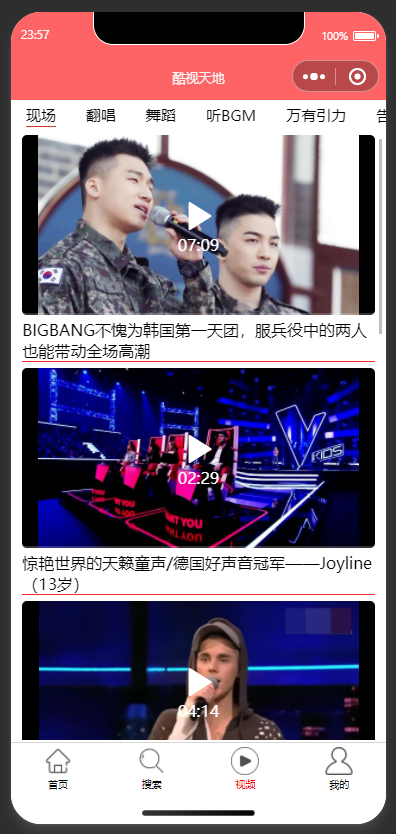 23:57
100%
酷视天地
现场 翻唱 舞蹈 听BGM 万有引力 告
07:09
BIGBANG不愧为韩国第一天团，服兵役中的两人
也能带动全场高潮
KIDS
WANT YOU
02:29
惊艳世界的天籁童声/德国好声音冠军——Joyline
（13岁）
04:14
首页 搜索 视频 我的